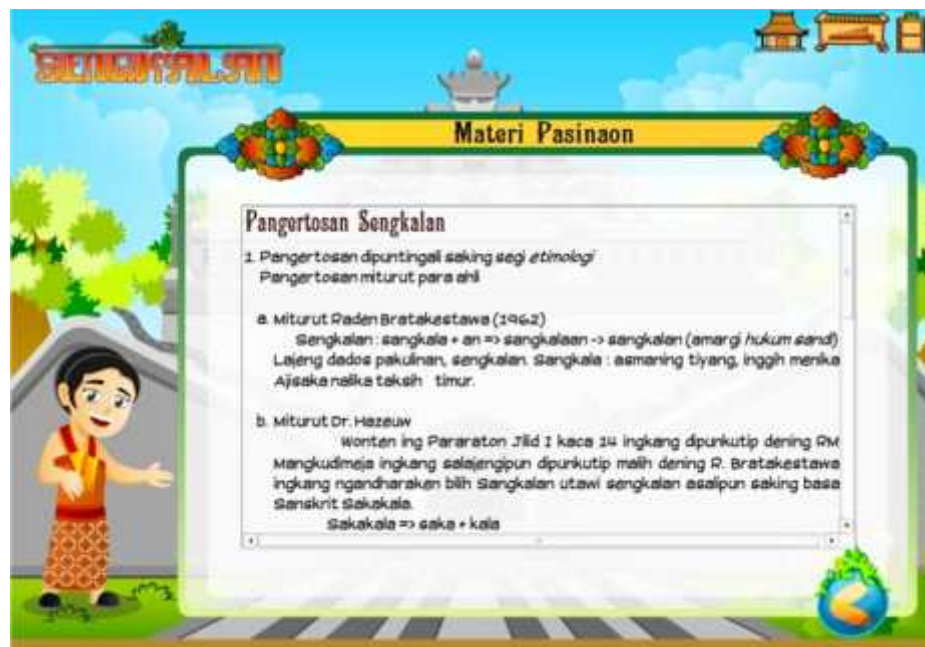 SENGKALAN
Materi Pasinaon
Pangertosan Sengkalan
1. Pangertosan dipuntingali saking segi etimologi
Pangertosan miturut para ahli
a. Miturut Raden Bratakestawa (1962)
Sengkalan : sangkala + an => sangkalaan -> sangkalan (amargi hukum sandi)
Lajeng dados pakulinan, sengkalan. Sangkala : asmaning tiyang, inggih menika
Ajisaka nalika taksih timur.
b. Miturut Dr. Hazeuw
Wonten ing Pararaton Jilid I kaca 14 ingkang dipunkutip dening RM
Mangkudimeja ingkang salajengipun dipunkutip malih dening R. Bratakestawa
ingkang ngandharaken bilih Sangkalan utawi sengkalan asalipun saking basa
Sanskrit Sakakala.
Sakakala => saka + kala